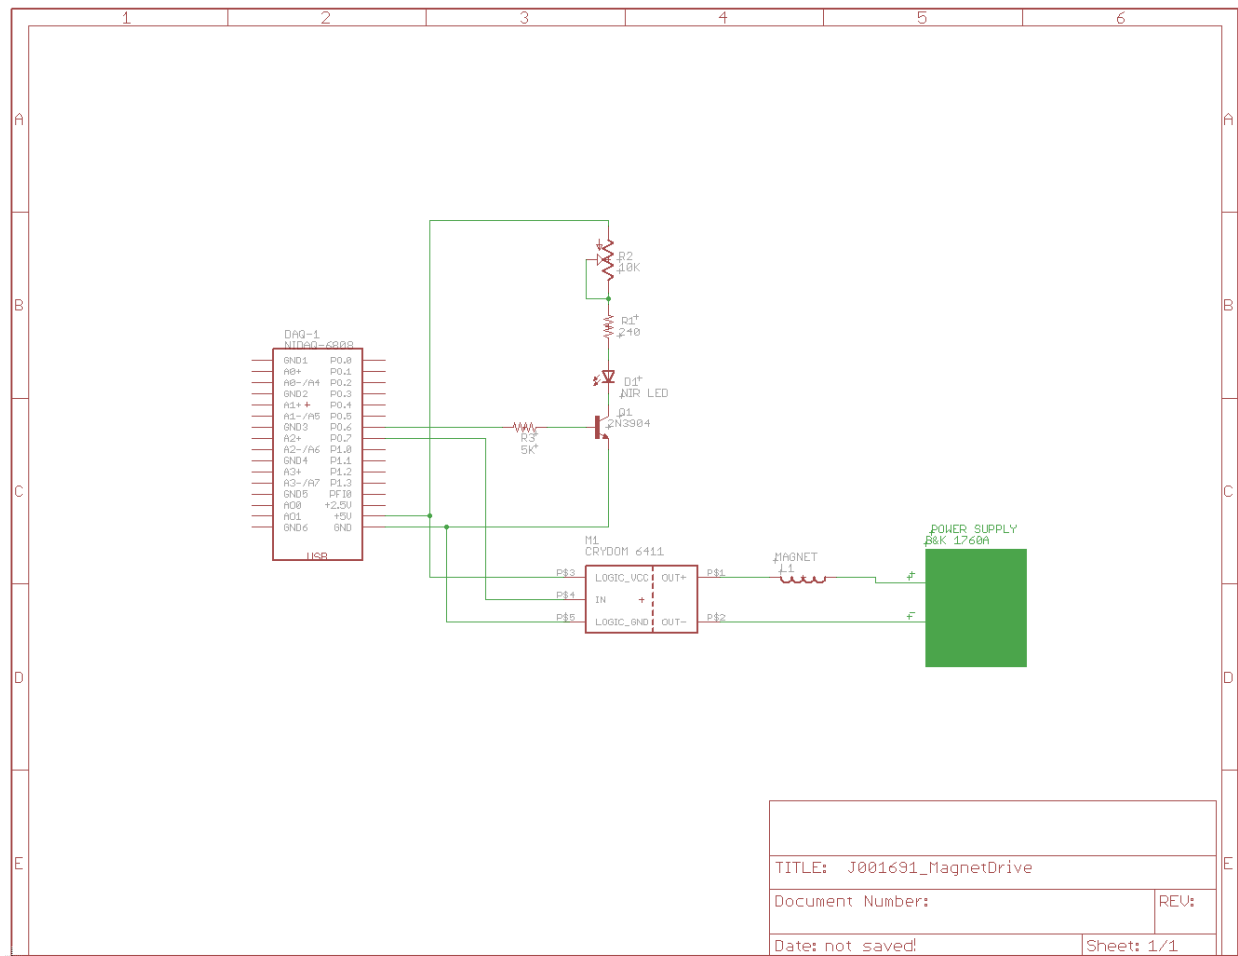 1 2 3 4 5 6
A A
R2
10K
B B
R1
240
DAQ-1
NIDAQ-6808
D1
NIR LED
Q1
2N3904
R3
5K
GND1 P0.0
A0+ P0.1
A0-/A4 P0.2
GND2 P0.3
A1+ P0.4
A1-/A5 P0.5
GND3 P0.6
A2+ P0.7
A2-/A6 P1.0
GND4 P1.1
A3+ P1.2
A3-/A7 P1.3
GND5 PFI0
AO0 +2.5V
AO1 +5V
GND6 GND
USB
C C
M1
CRYDOM 6411
P$3 LOGIC_VCC OUT+ P$1
P$4 IN
P$5 LOGIC_GND OUT- P$2
MAGNET
L1
POWER SUPPLY
B&K 1760A
+
-
D D
E E
TITLE: J001691_MagnetDrive
Document Number:
REV:
Date: not saved!
Sheet: 1/1